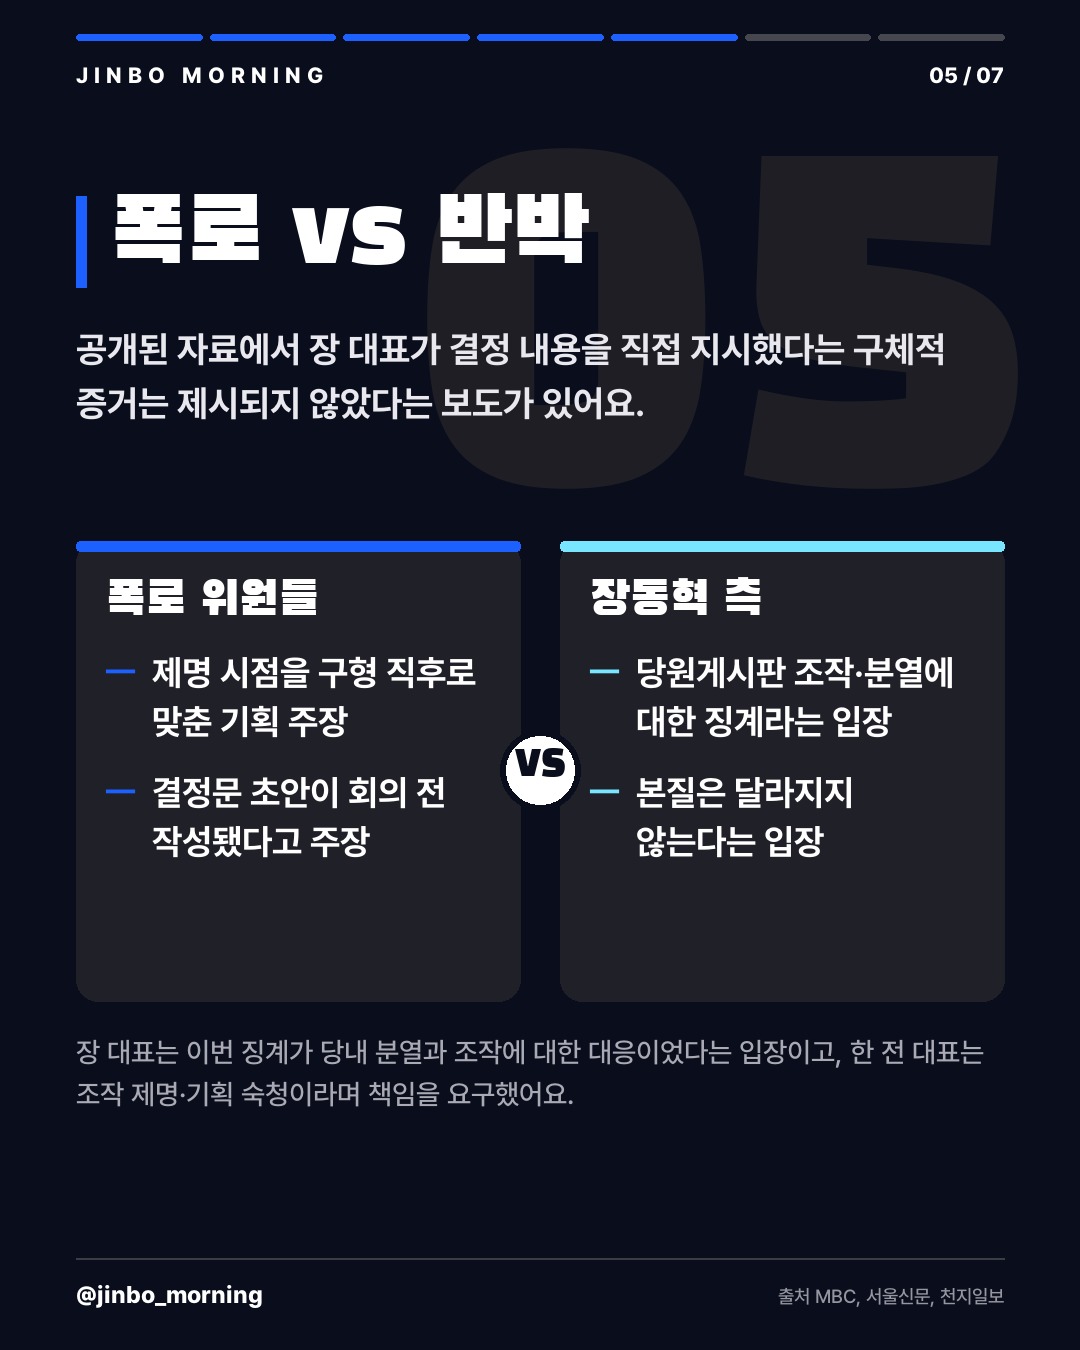 JINBO MORNING
05 / 07
05
폭로 vs 반박
공개된 자료에서 장 대표가 결정 내용을 직접 지시했다는 구체적
증거는 제시되지 않았다는 보도가 있어요.
폭로 위원들
제명 시점을 구형 직후로
맞춘 기획 주장
결정문 초안이 회의 전
작성됐다고 주장
vs
장동혁 측
당원게시판 조작·분열에
대한 징계라는 입장
본질은 달라지지
않는다는 입장
장 대표는 이번 징계가 당내 분열과 조작에 대한 대응이었다는 입장이고, 한 전 대표는
조작 제명·기획 숙청이라며 책임을 요구했어요.
@jinbo_morning
출처 MBC, 서울신문, 천지일보